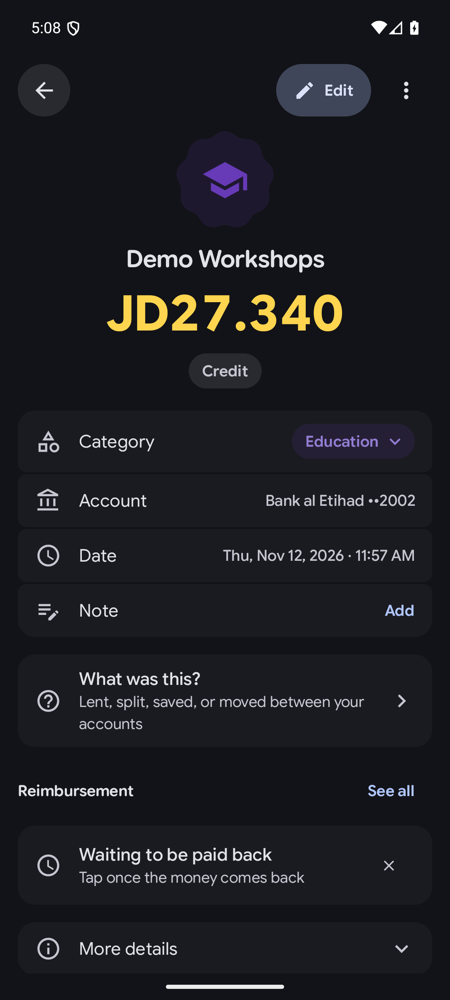 5:08
Edit
Demo Workshops
JD27.340
Credit
Category
Education
Account
Bank al Etihad ••2002
Date
Thu, Nov 12, 2026 · 11:57 AM
Note
Add
What was this?
Lent, split, saved, or moved between your
accounts
Reimbursement
See all
Waiting to be paid back
Tap once the money comes back
More details